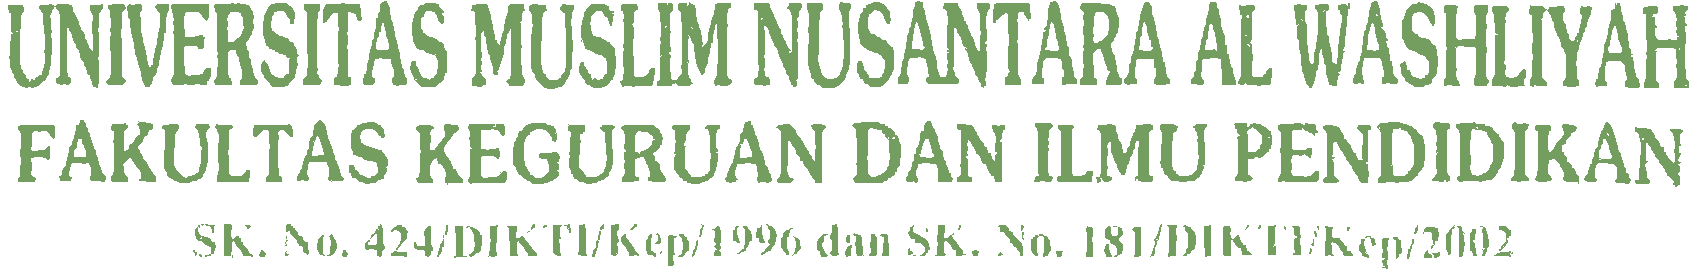 UNIVERSITAS MUSLIM NUSANTARA AL WASHLIYAH
FAKULTAS KEGURUAN DAN ILMU PENDIDIKAN
SK. No. 424/DIKTI/Kep/1996 dan SK. No. 181/DIKTI/Kep/2002